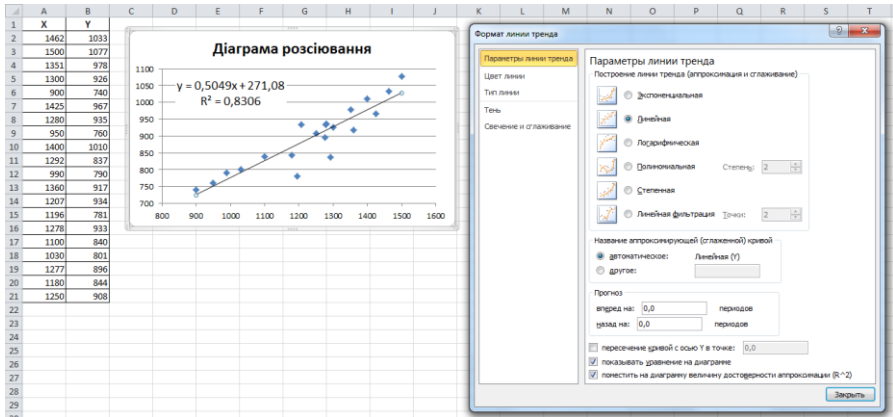 A B C D E F G H I J K L M N O P Q R S T
1 X Y
2 1462 1033
3 1500 1077
4 1351 978
5 1300 926
6 900 740
7 1425 967
8 1280 935
9 950 760
10 1400 1010
11 1292 837
12 990 790
13 1360 917
14 1207 934
15 1196 781
16 1278 933
17 1100 840
18 1030 801
19 1277 896
20 1180 844
21 1250 908
22
23
24
25
26
27
28
29
Діаграма розсіювання
y = 0,5049x + 271,08
R² = 0,8306
1100
1050
1000
950
900
850
800
750
700
800 900 1000 1100 1200 1300 1400 1500 1600
Формат линии тренда
Параметры линии тренда
Цвет линии
Тип линии
Тень
Свечение и сглаживание
Параметры линии тренда
Построение линии тренда (аппроксимация и сглаживание)
Экспоненциальная
Линейная
Логарифмическая
Полиномиальная Степень: 2
Степенная
Линейная фильтрация Точки: 2
Название аппроксимирующей (сглаженной) кривой
автоматическое: Линейная (Y)
другое:
Прогноз
вперед на: 0,0 периодов
назад на: 0,0 периодов
пересечение кривой с осью Y в точке: 0,0
показывать уравнение на диаграмме
поместить на диаграмму величину достоверности аппроксимации (R^2)
Закрыть